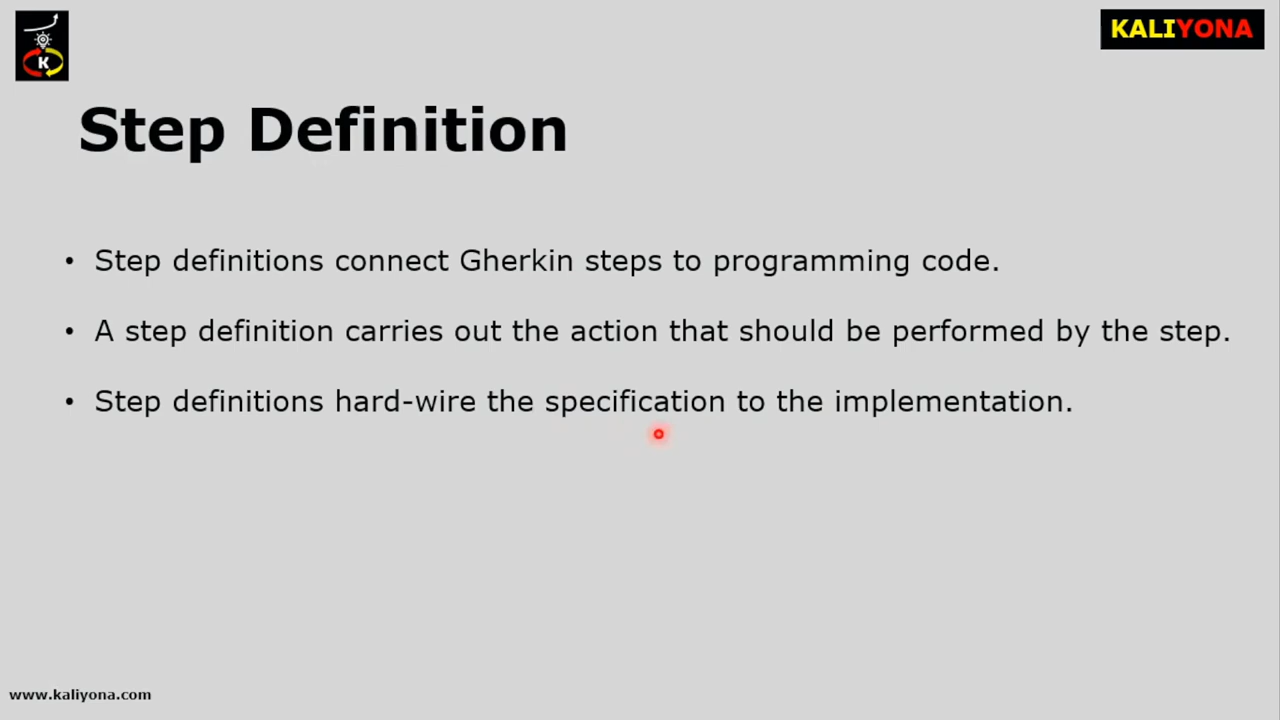 K
KALIYONA
Step Definition
• Step definitions connect Gherkin steps to programming code.
• A step definition carries out the action that should be performed by the step.
• Step definitions hard-wire the specification to the implementation.
www.kaliyona.com